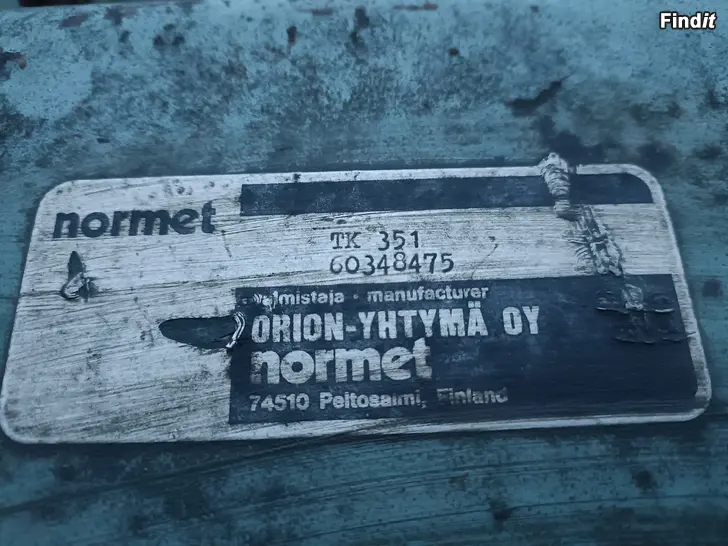 Findit
normet
TK 351
60348475
valmistaja - manufacturer
ORION-YHTYMÄ OY
normet
74510 Peltosalmi, Finland